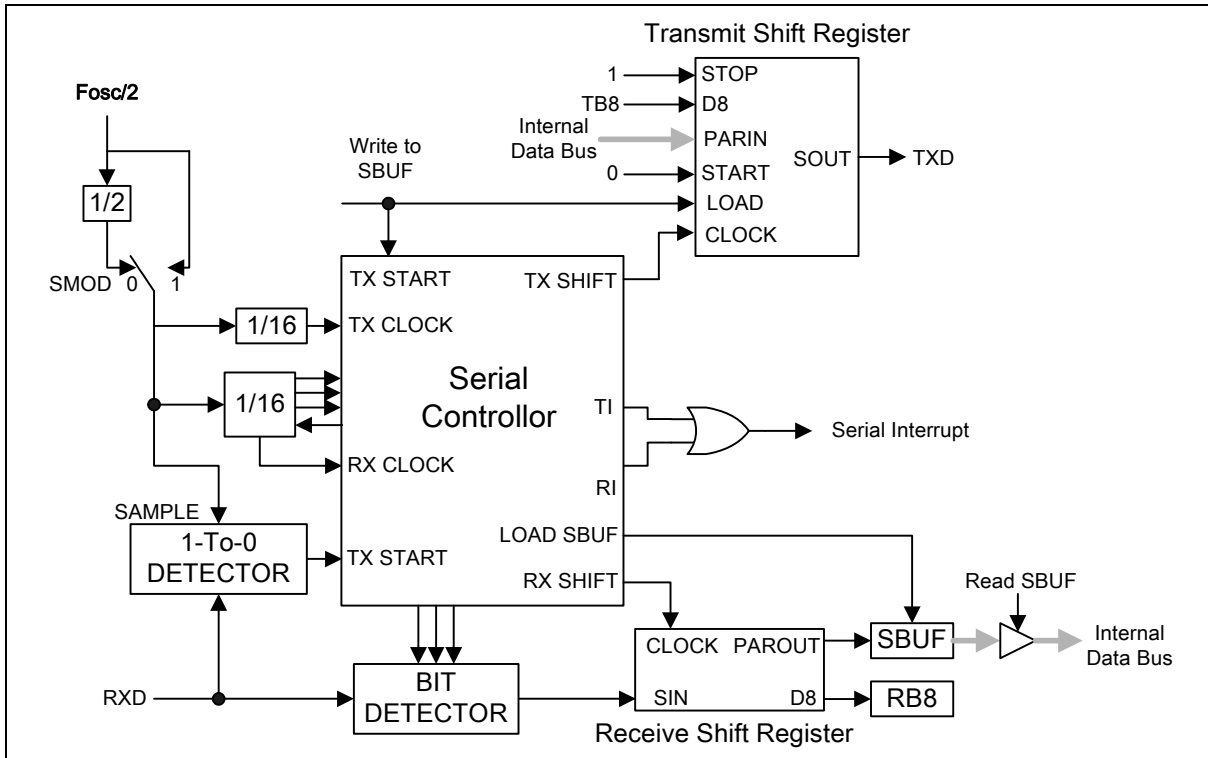 Transmit Shift Register
1
STOP
TB8
D8
Internal
Data Bus
PARIN
0
START
LOAD
CLOCK
SOUT
TXD
Fosc/2
1/2
SMOD 0 1
Write to
SBUF
TX START
TX SHIFT
1/16
TX CLOCK
1/16
Serial
Controllor
TI
RI
Serial Interrupt
RX CLOCK
SAMPLE
1-To-0
DETECTOR
TX START
LOAD SBUF
RX SHIFT
Read SBUF
CLOCK PAROUT
SBUF
Internal
Data Bus
RXD
BIT
DETECTOR
SIN D8
RB8
Receive Shift Register